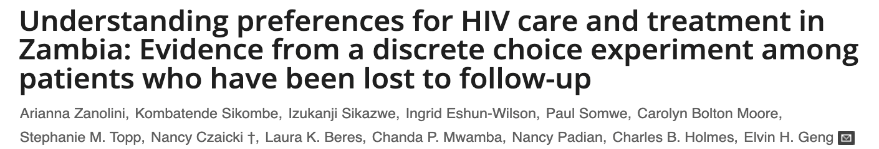 Understanding preferences for HIV care and treatment in
Zambia: Evidence from a discrete choice experiment among
patients who have been lost to follow-up
Arianna Zanolini, Kombatende Sikombe, Izukanji Sikazwe, Ingrid Eshun-Wilson, Paul Somwe, Carolyn Bolton Moore,
Stephanie M. Topp, Nancy Czaicki †, Laura K. Beres, Chanda P. Mwamba, Nancy Padian, Charles B. Holmes, Elvin H. Geng